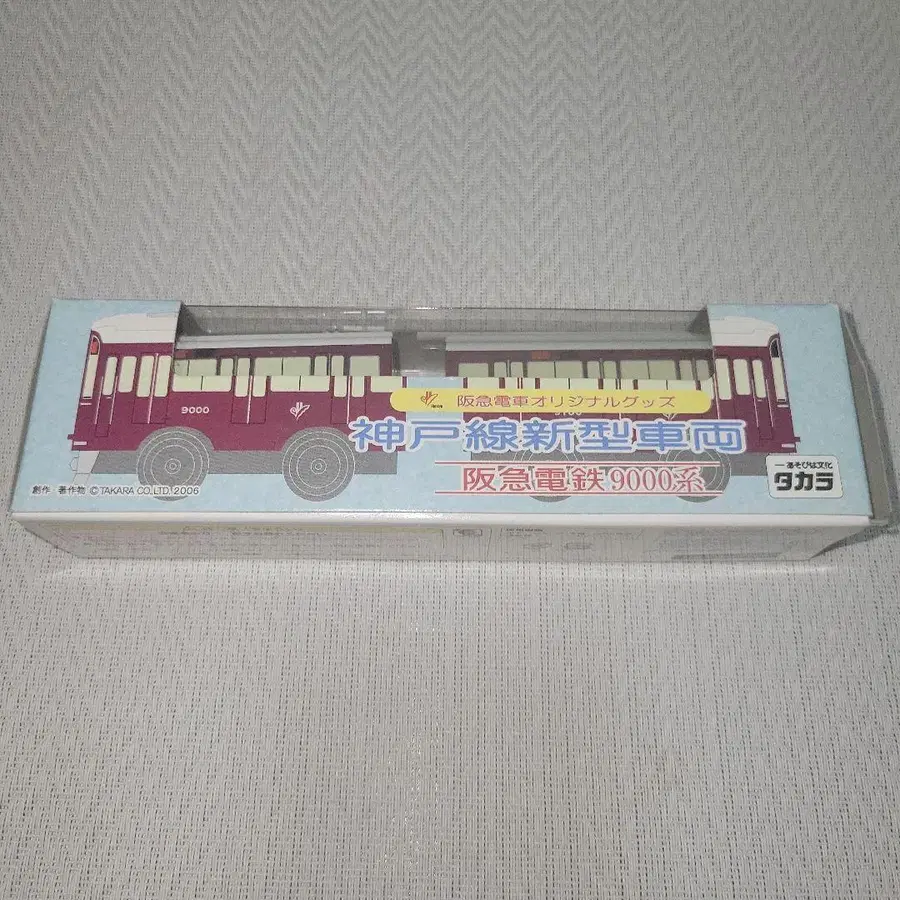 9000
阪急電車オリジナルグッズ
神戸線新型車両
阪急電鉄9000系
創作 著作物 ©TAKARA CO.,LTD. 2006
あそびは文化
タカラ